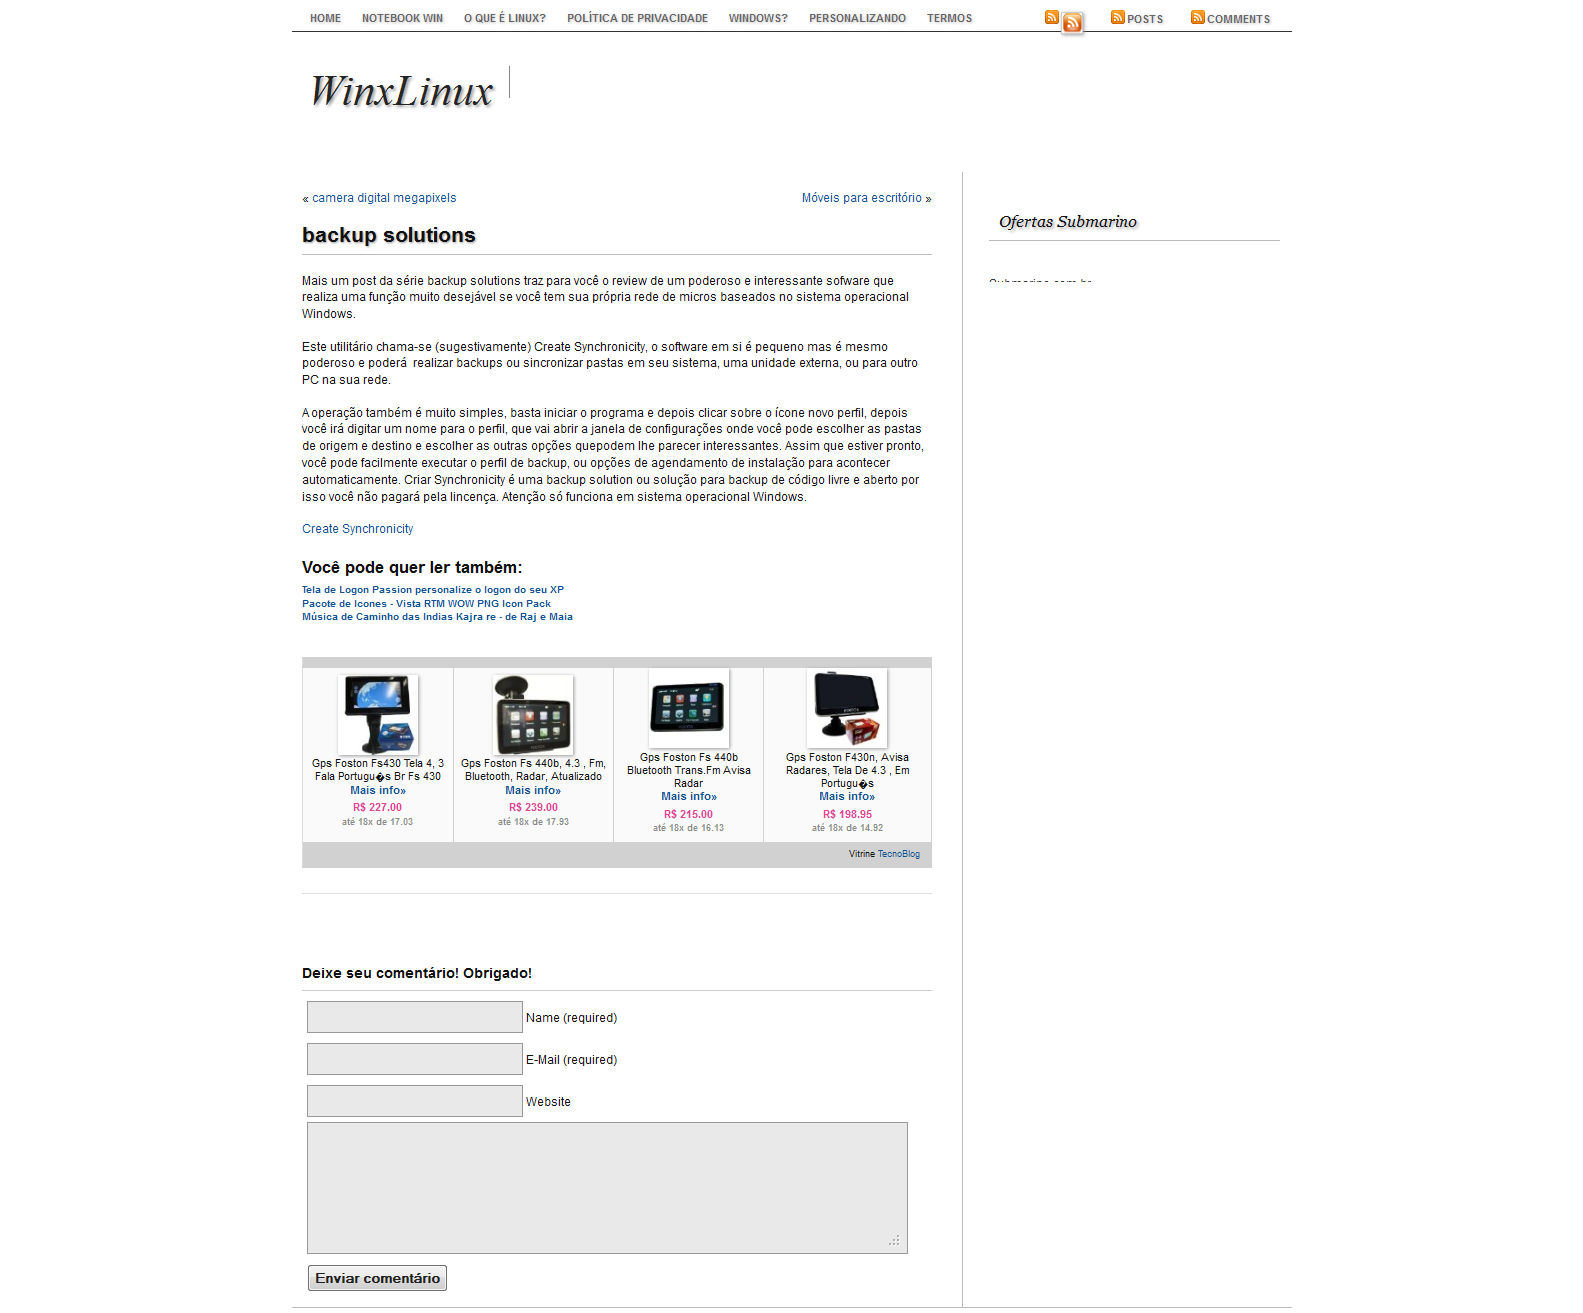 HOME NOTEBOOK WIN O QUE É LINUX? POLÍTICA DE PRIVACIDADE WINDOWS? PERSONALIZANDO TERMOS POSTS COMMENTS
WinxLinux
« camera digital megapixels
Móveis para escritório »
backup solutions
Mais um post da série backup solutions traz para você o review de um poderoso e interessante sofware que
realiza uma função muito desejável se você tem sua própria rede de micros baseados no sistema operacional
Windows.
Este utilitário chama-se (sugestivamente) Create Synchronicity, o software em si é pequeno mas é mesmo
poderoso e poderá  realizar backups ou sincronizar pastas em seu sistema, uma unidade externa, ou para outro
PC na sua rede.
A operação também é muito simples, basta iniciar o programa e depois clicar sobre o ícone novo perfil, depois
você irá digitar um nome para o perfil, que vai abrir a janela de configurações onde você pode escolher as pastas
de origem e destino e escolher as outras opções quepodem lhe parecer interessantes. Assim que estiver pronto,
você pode facilmente executar o perfil de backup, ou opções de agendamento de instalação para acontecer
automaticamente. Criar Synchronicity é uma backup solution ou solução para backup de código livre e aberto por
isso você não pagará pela lincença. Atenção só funciona em sistema operacional Windows.
Create Synchronicity
Você pode quer ler também:
Tela de Logon Passion personalize o logon do seu XP
Pacote de Icones - Vista RTM WOW PNG Icon Pack
Música de Caminho das Indias Kajra re - de Raj e Maia
Gps Foston Fs430 Tela 4, 3
Fala Portugu�s Br Fs 430
Mais info»
R$ 227.00
até 18x de 17.03
Gps Foston Fs 440b, 4.3 , Fm,
Bluetooth, Radar, Atualizado
Mais info»
R$ 239.00
até 18x de 17.93
Gps Foston Fs 440b
Bluetooth Trans.Fm Avisa
Radar
Mais info»
R$ 215.00
até 18x de 16.13
Gps Foston F430n, Avisa
Radares, Tela De 4.3 , Em
Portugu�s
Mais info»
R$ 198.95
até 18x de 14.92
Vitrine TecnoBlog
Deixe seu comentário! Obrigado!
Name (required)
E-Mail (required)
Website
Enviar comentário
Ofertas Submarino
Submarino.com.br